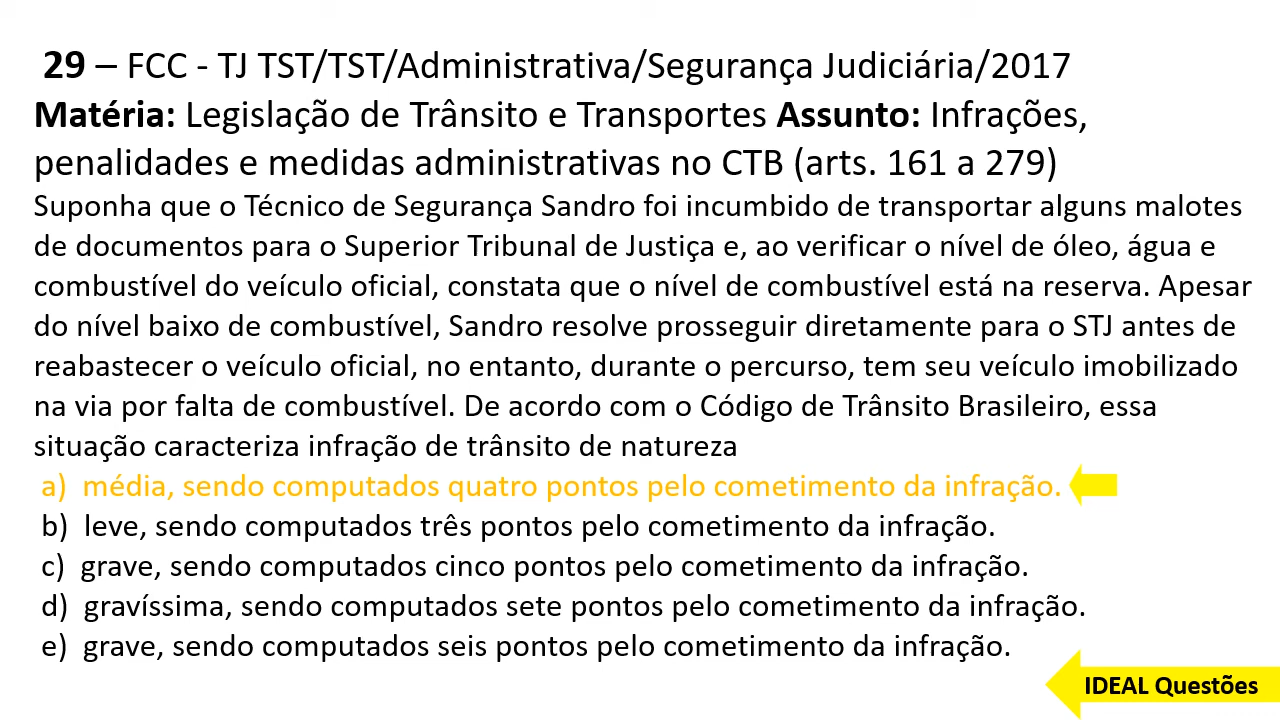 29 – FCC - TJ TST/TST/Administrativa/Segurança Judiciária/2017
Matéria: Legislação de Trânsito e Transportes Assunto: Infrações,
penalidades e medidas administrativas no CTB (arts. 161 a 279)
Suponha que o Técnico de Segurança Sandro foi incumbido de transportar alguns malotes
de documentos para o Superior Tribunal de Justiça e, ao verificar o nível de óleo, água e
combustível do veículo oficial, constata que o nível de combustível está na reserva. Apesar
do nível baixo de combustível, Sandro resolve prosseguir diretamente para o STJ antes de
reabastecer o veículo oficial, no entanto, durante o percurso, tem seu veículo imobilizado
na via por falta de combustível. De acordo com o Código de Trânsito Brasileiro, essa
situação caracteriza infração de trânsito de natureza
a) média, sendo computados quatro pontos pelo cometimento da infração.
b) leve, sendo computados três pontos pelo cometimento da infração.
c) grave, sendo computados cinco pontos pelo cometimento da infração.
d) gravíssima, sendo computados sete pontos pelo cometimento da infração.
e) grave, sendo computados seis pontos pelo cometimento da infração.
IDEAL Questões